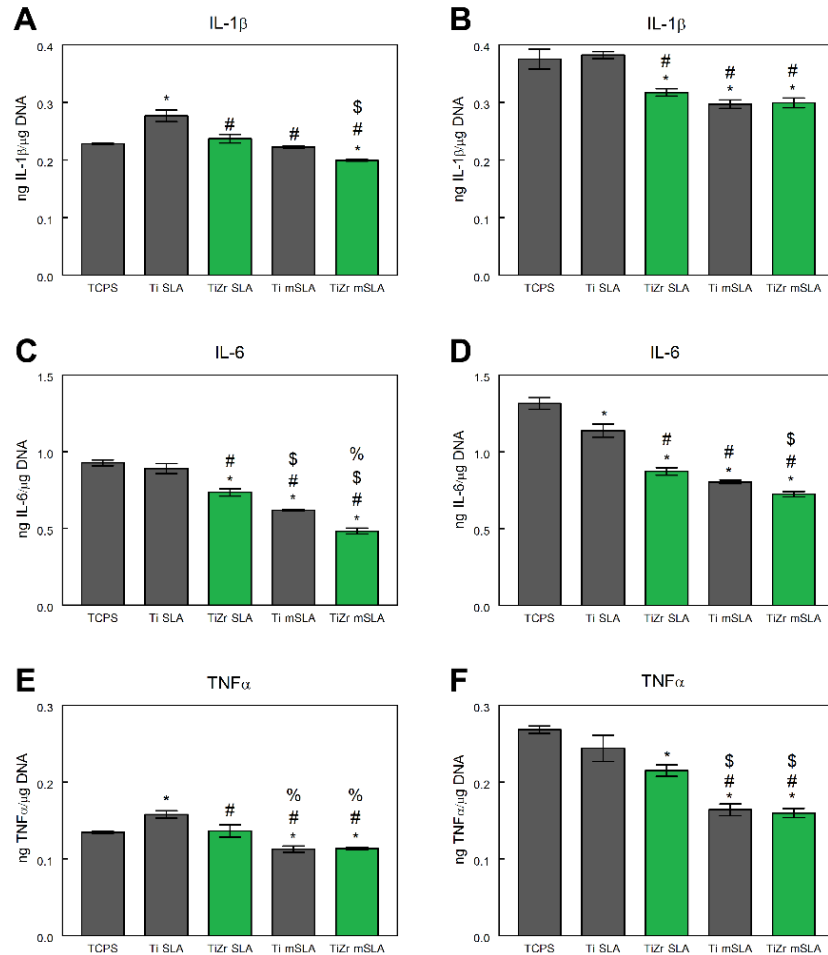 A
IL-1β
ng IL-1β/μg DNA
0.4
0.3
0.2
0.1
0.0
*
#
#
$
#
*
TCPS
Ti SLA
TiZr SLA
Ti mSLA
TiZr mSLA
B
IL-1β
ng IL-1β/μg DNA
0.4
0.3
0.2
0.1
0.0
#
*
#
*
#
*
TCPS
Ti SLA
TiZr SLA
Ti mSLA
TiZr mSLA
C
IL-6
ng IL-6/μg DNA
1.5
1.0
0.5
0.0
#
*
$
#
*
%
$
#
*
TCPS
Ti SLA
TiZr SLA
Ti mSLA
TiZr mSLA
D
IL-6
ng IL-6/μg DNA
1.5
1.0
0.5
0.0
*
#
*
#
*
$
#
*
TCPS
Ti SLA
TiZr SLA
Ti mSLA
TiZr mSLA
E
TNFα
ng TNFα/μg DNA
0.3
0.2
0.1
0.0
*
#
%
#
*
%
#
*
TCPS
Ti SLA
TiZr SLA
Ti mSLA
TiZr mSLA
F
TNFα
ng TNFα/μg DNA
0.3
0.2
0.1
0.0
*
$
#
*
$
#
*
TCPS
Ti SLA
TiZr SLA
Ti mSLA
TiZr mSLA